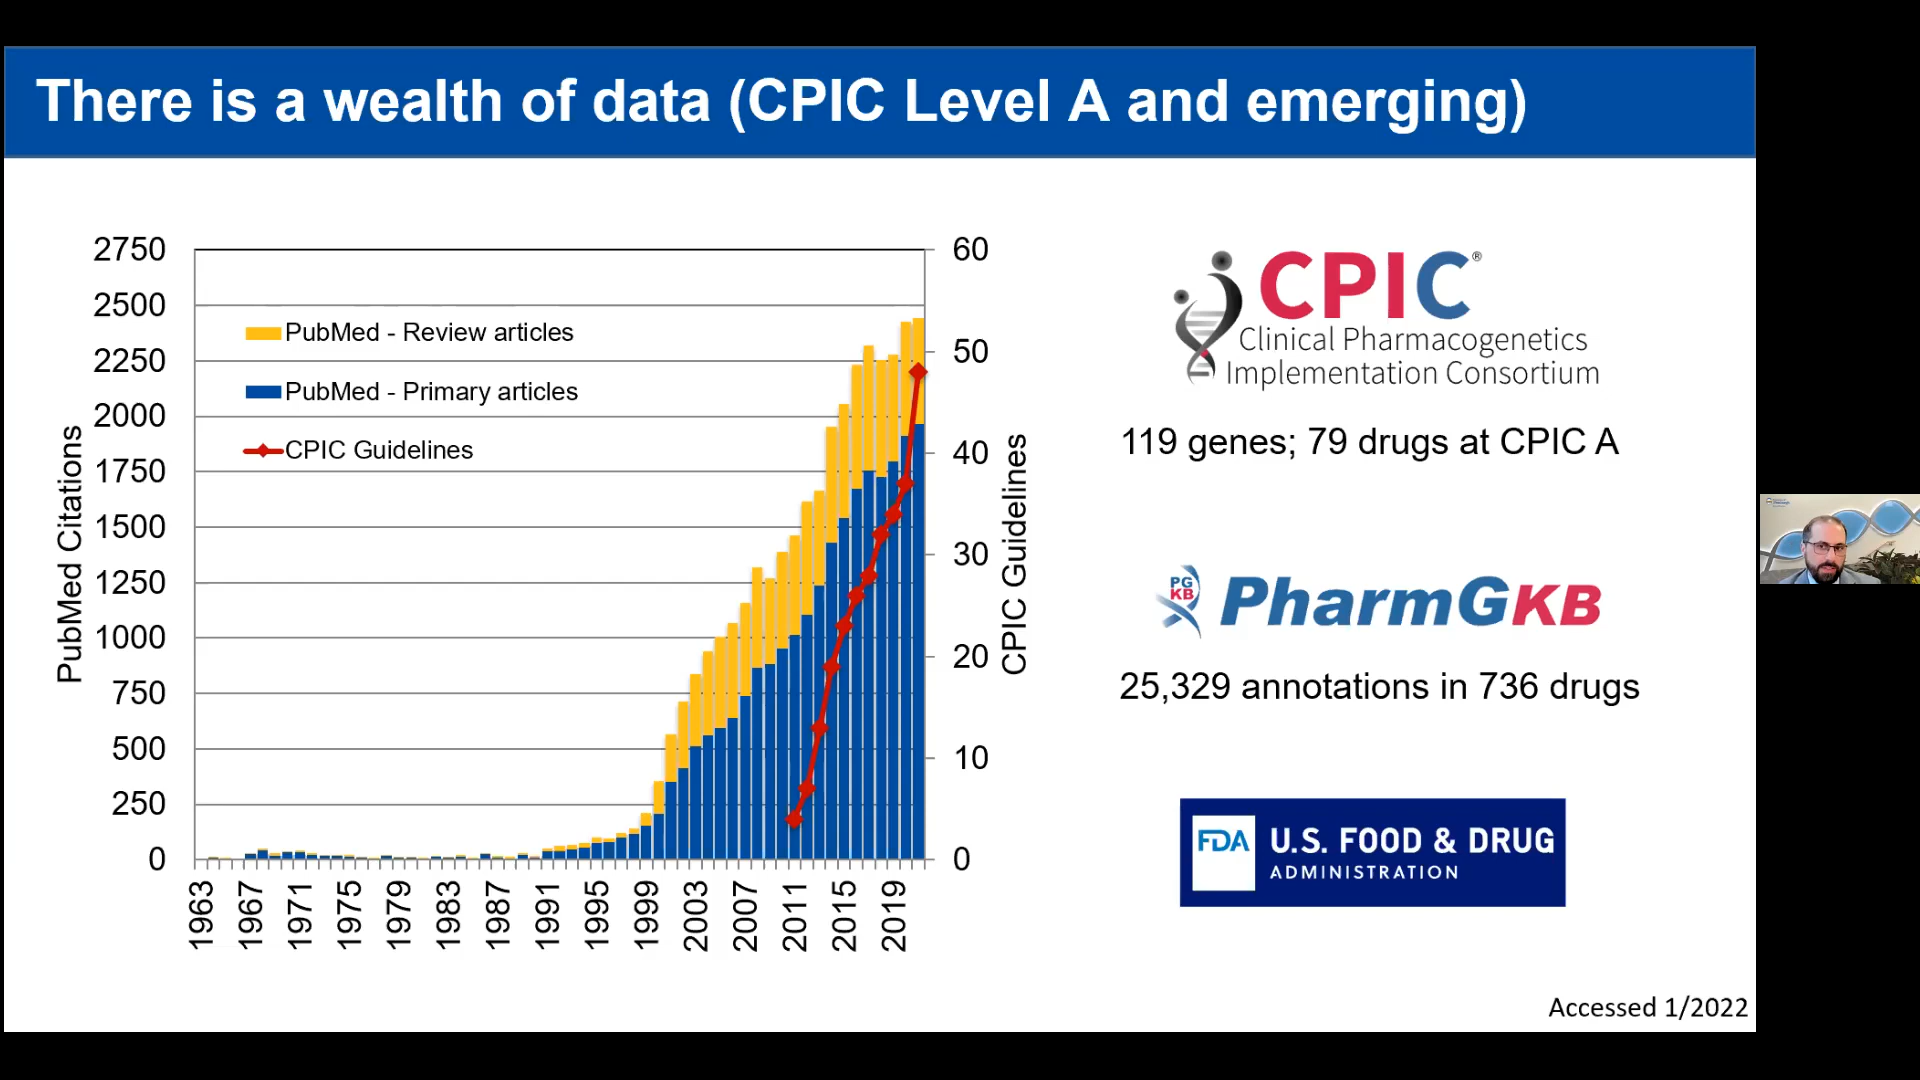 There is a wealth of data (CPIC Level A and emerging)
2750
2500
2250
2000
1750
1500
1250
1000
750
500
250
0
PubMed Citations
PubMed - Review articles
PubMed - Primary articles
CPIC Guidelines
60
50
40
30
20
10
0
CPIC Guidelines
1963
1967
1971
1975
1979
1983
1987
1991
1995
1999
2003
2007
2011
2015
2019
CPIC®
Clinical Pharmacogenetics
Implementation Consortium
119 genes; 79 drugs at CPIC A
PG
KB
PharmGKB
25,329 annotations in 736 drugs
FDA
U.S. FOOD & DRUG
ADMINISTRATION
Accessed 1/2022